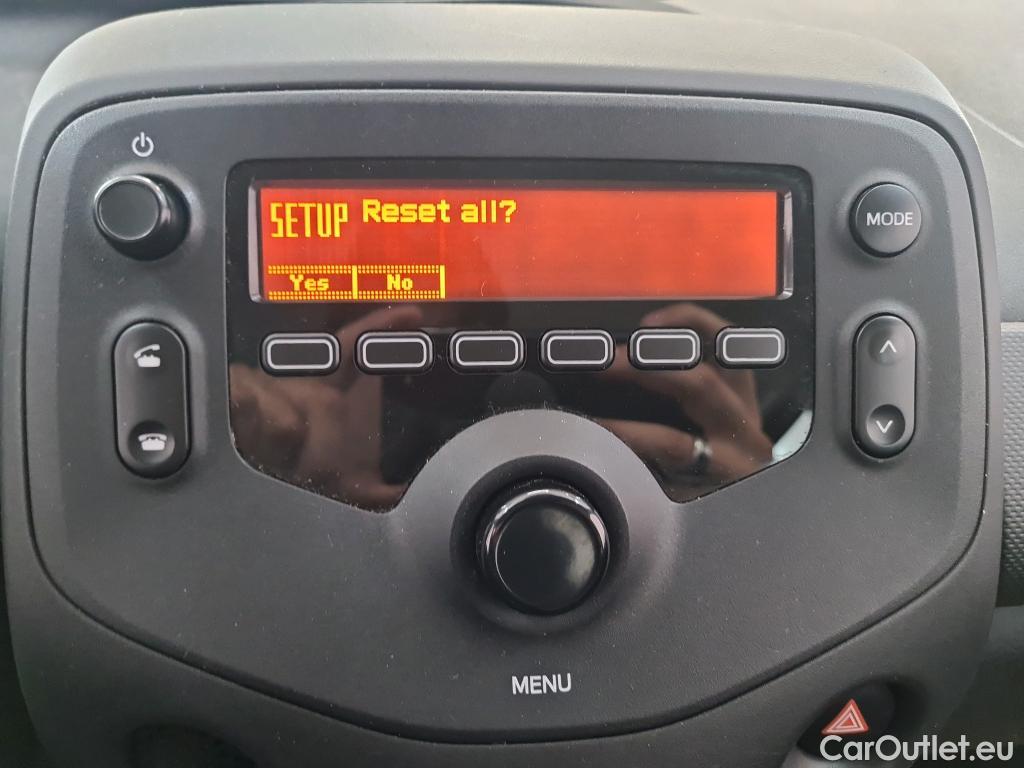 SETUP Reset all?
Yes No
MODE
MENU
CarOutlet.eu